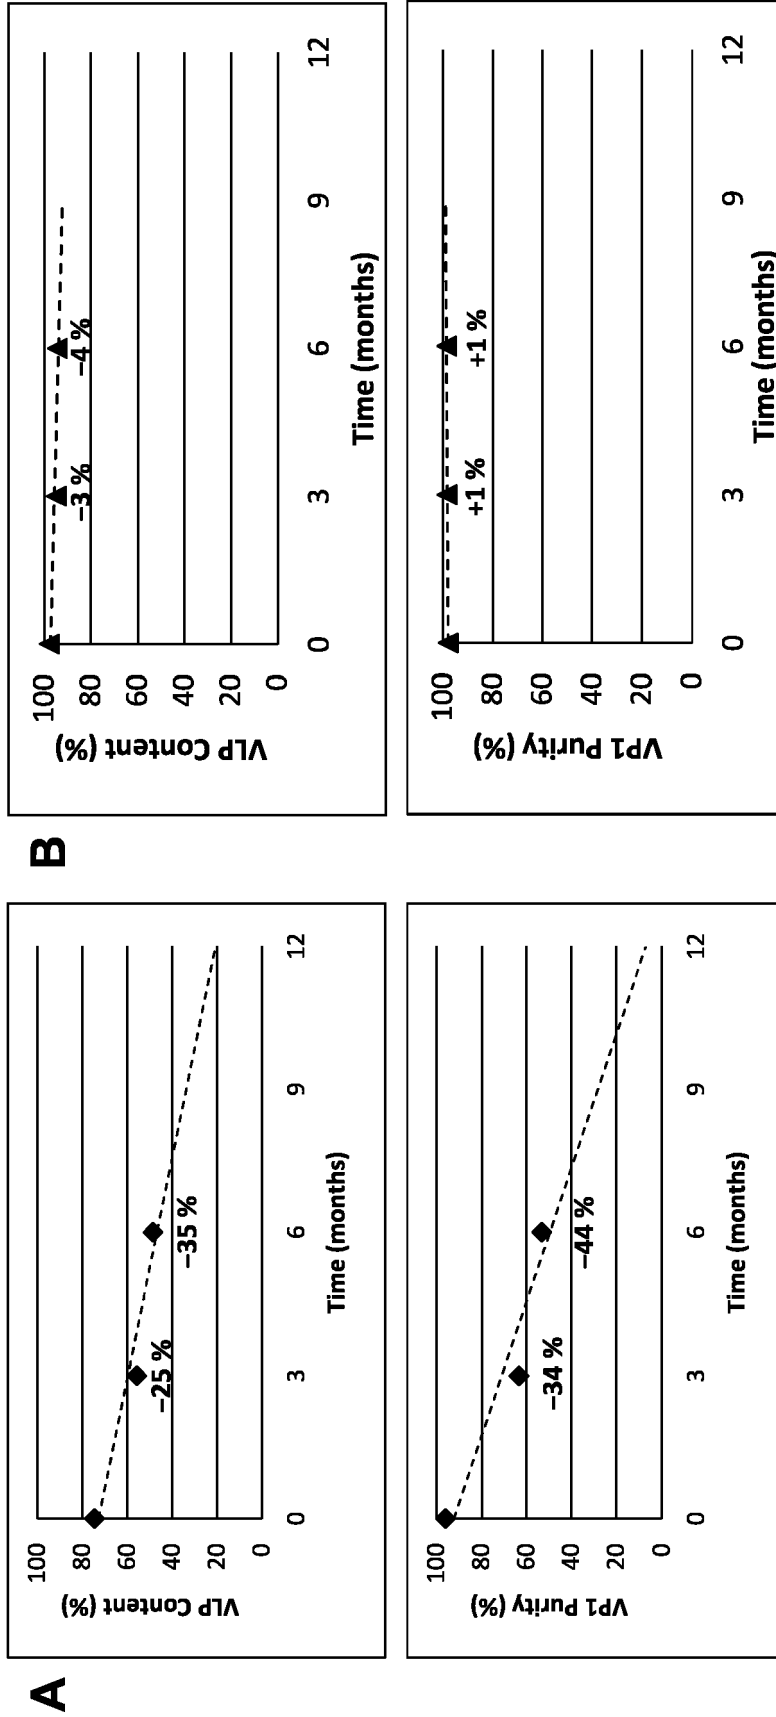 A
100
80
60
40
20
0
VLP Content (%)
−25 %
−35 %
0 3 6 9 12
Time (months)
100
80
60
40
20
0
VP1 Purity (%)
−34 %
−44 %
0 3 6 9 12
Time (months)
B
100
80
60
40
20
0
VLP Content (%)
−3 %
−4 %
0 3 6 9 12
Time (months)
100
80
60
40
20
0
VP1 Purity (%)
+1 %
+1 %
0 3 6 9 12
Time (months)